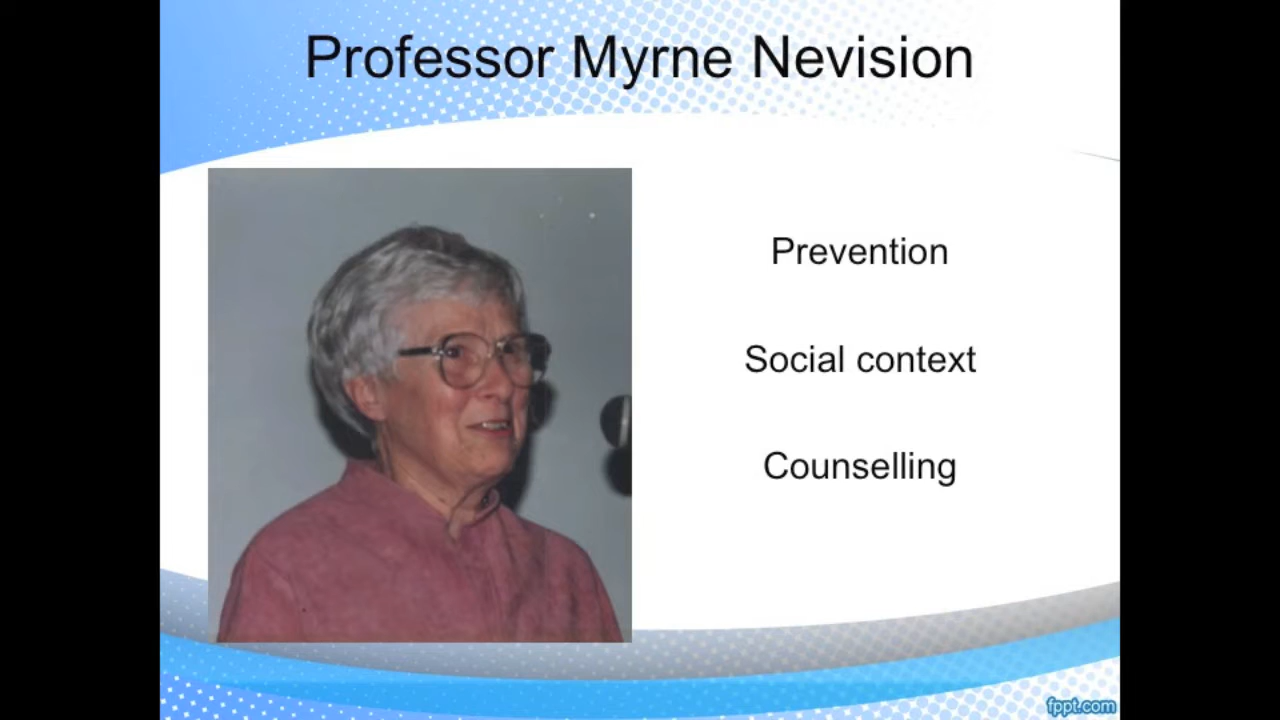 Professor Myrne Nevision
Prevention
Social context
Counselling
fppt.com